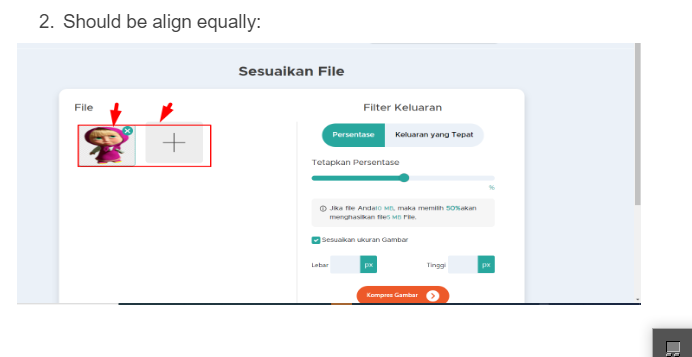 2. Should be align equally:
Sesuaikan File
File
Filter Keluaran
Persentase
Keluaran yang Tepat
Tetapkan Persentase
%
Jika file Anda10 MB, maka memilih 50%akan
menghasilkan file5 MB File.
Sesuaikan ukuran Gambar
Lebar px Tinggi px
Kompres Gambar